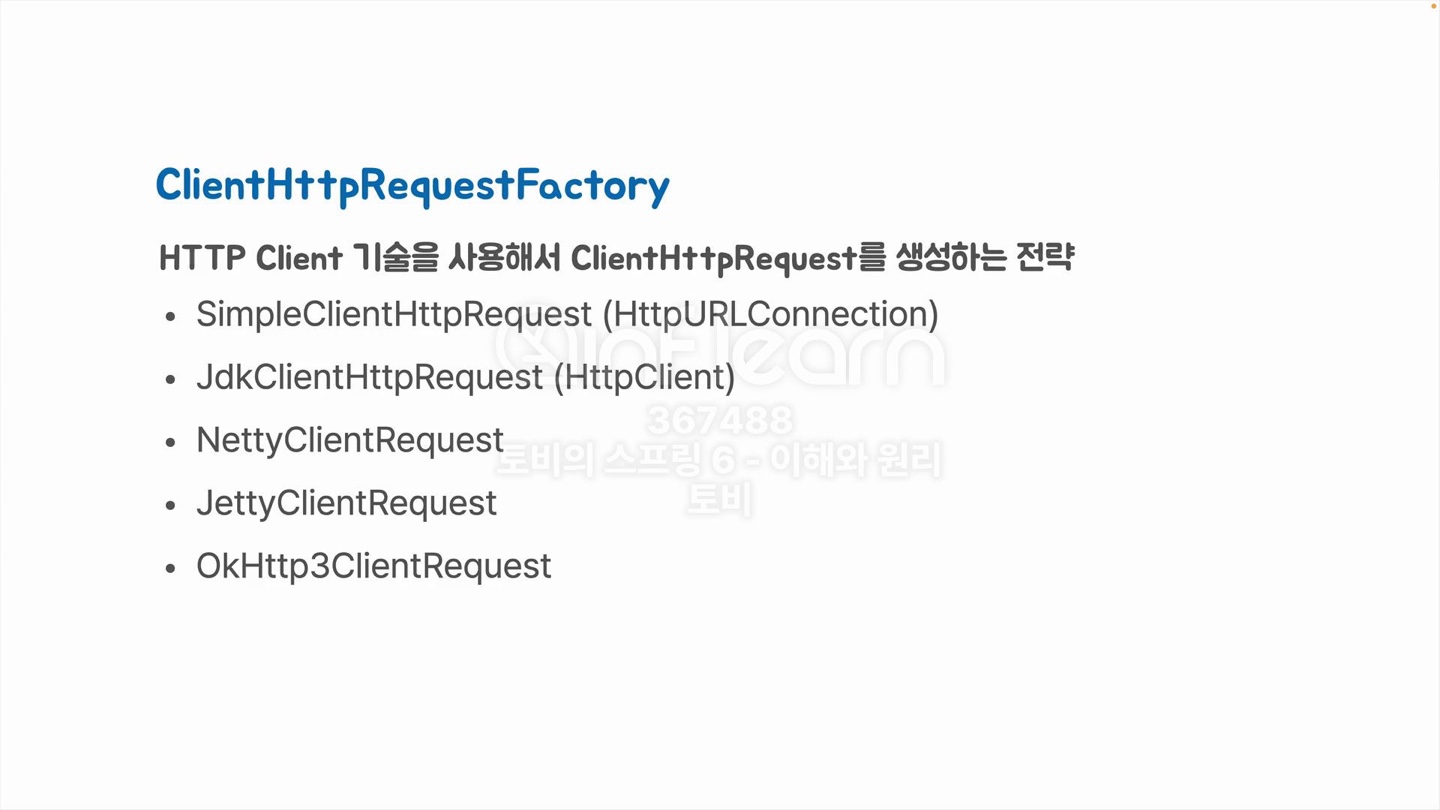 ClientHttpRequestFactory
HTTP Client 기술을 사용해서 ClientHttpRequest를 생성하는 전략
• SimpleClientHttpRequest (HttpURLConnection)
• JdkClientHttpRequest (HttpClient)
• NettyClientRequest
• JettyClientRequest
• OkHttp3ClientRequest
inflearn
367488
토비의 스프링 6 - 이해와 원리
토비